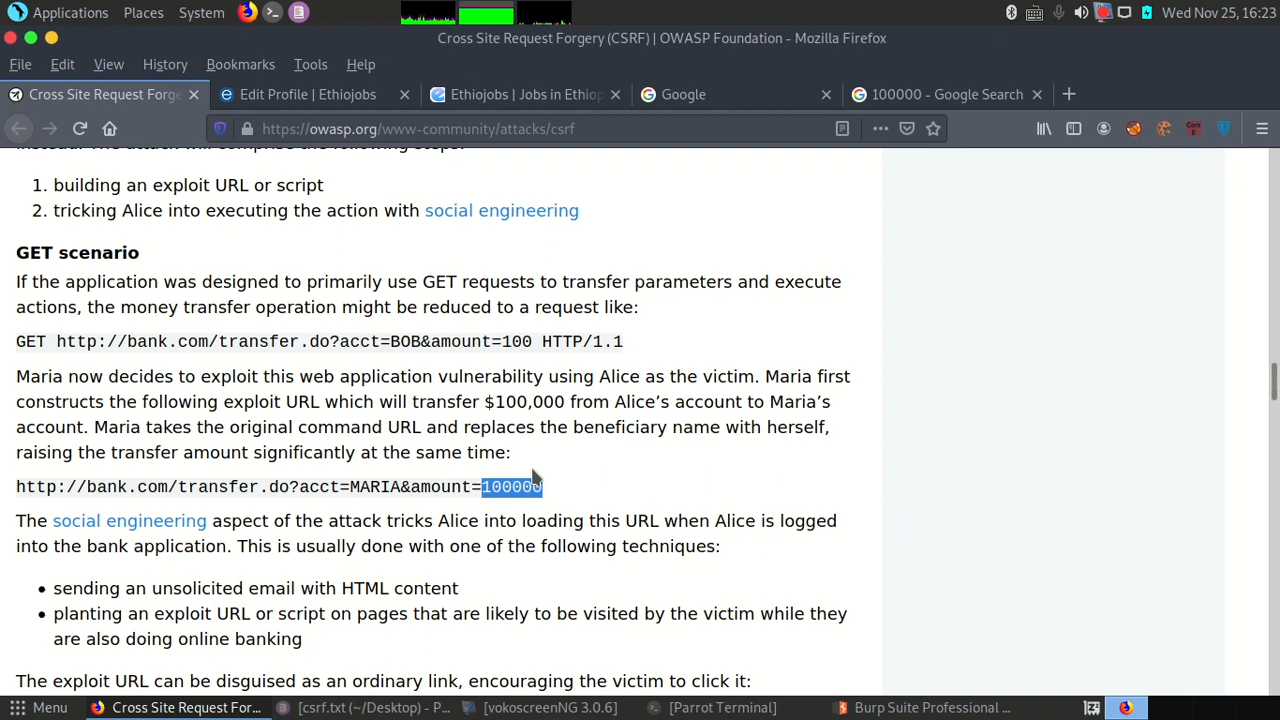 Applications Places System Wed Nov 25, 16:23
Cross Site Request Forgery (CSRF) | OWASP Foundation - Mozilla Firefox
File Edit View History Bookmarks Tools Help
Cross Site Request Forge Edit Profile | Ethiojobs Ethiojobs | Jobs in Ethiop Google 100000 - Google Search
https://owasp.org/www-community/attacks/csrf
instead. The attack will comprise the following steps:
1. building an exploit URL or script
2. tricking Alice into executing the action with social engineering
GET scenario
If the application was designed to primarily use GET requests to transfer parameters and execute
actions, the money transfer operation might be reduced to a request like:
GET http://bank.com/transfer.do?acct=BOB&amount=100 HTTP/1.1
Maria now decides to exploit this web application vulnerability using Alice as the victim. Maria first
constructs the following exploit URL which will transfer $100,000 from Alice’s account to Maria’s
account. Maria takes the original command URL and replaces the beneficiary name with herself,
raising the transfer amount significantly at the same time:
http://bank.com/transfer.do?acct=MARIA&amount=100000
The social engineering aspect of the attack tricks Alice into loading this URL when Alice is logged
into the bank application. This is usually done with one of the following techniques:
• sending an unsolicited email with HTML content
• planting an exploit URL or script on pages that are likely to be visited by the victim while they
are also doing online banking
The exploit URL can be disguised as an ordinary link, encouraging the victim to click it:
Menu Cross Site Request For... [csrf.txt (~/Desktop) - P... [vokoscreenNG 3.0.6] [Parrot Terminal] Burp Suite Professional ...